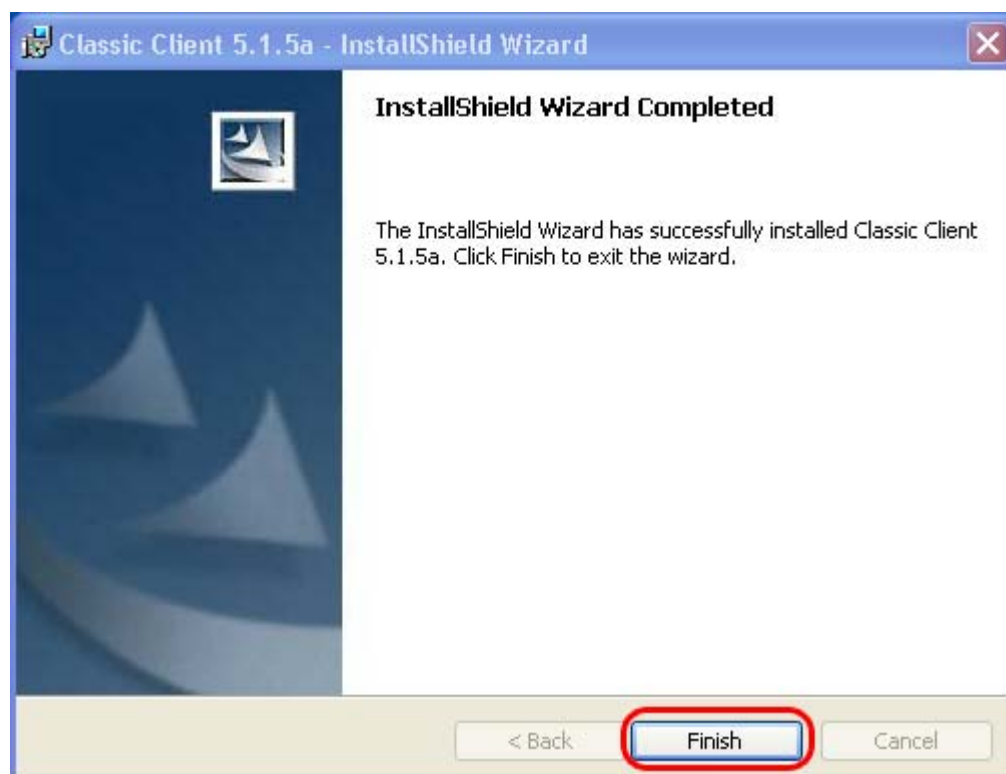 Classic Client 5.1.5a - InstallShield Wizard
InstallShield Wizard Completed
The InstallShield Wizard has successfully installed Classic Client
5.1.5a. Click Finish to exit the wizard.
< Back Finish Cancel